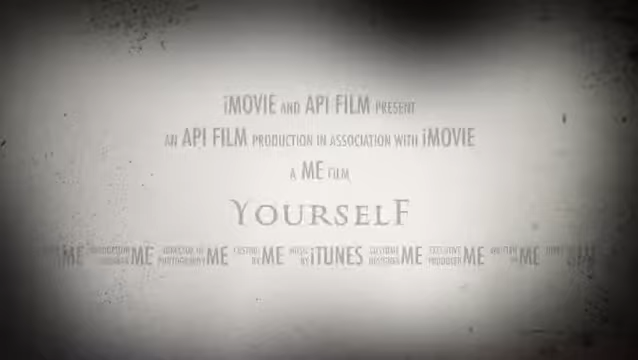 iMOVIE AND API FILM PRESENT
AN API FILM PRODUCTION IN ASSOCIATION WITH iMOVIE
A ME FILM
YOURSELF
ME PRODUCTION DESIGNER ME DIRECTOR OF PHOTOGRAPHY ME CASTING BY ME MUSIC BY iTUNES COSTUME DESIGNER ME EXECUTIVE PRODUCER ME WRITTEN BY ME